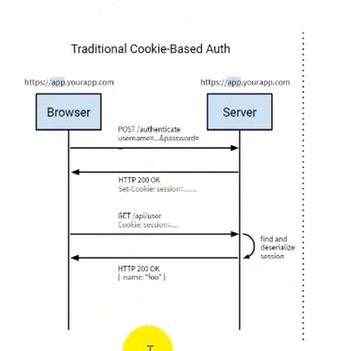 Traditional Cookie-Based Auth
https://app.yourapp.com
https://app.yourapp.com
Browser
Server
POST /authenticate
username=...&password=
...
HTTP 200 OK
Set-Cookie: session=.......
GET /api/user
Cookie: session=.....
find and
deserialize
session
HTTP 200 OK
{ name: "foo" }